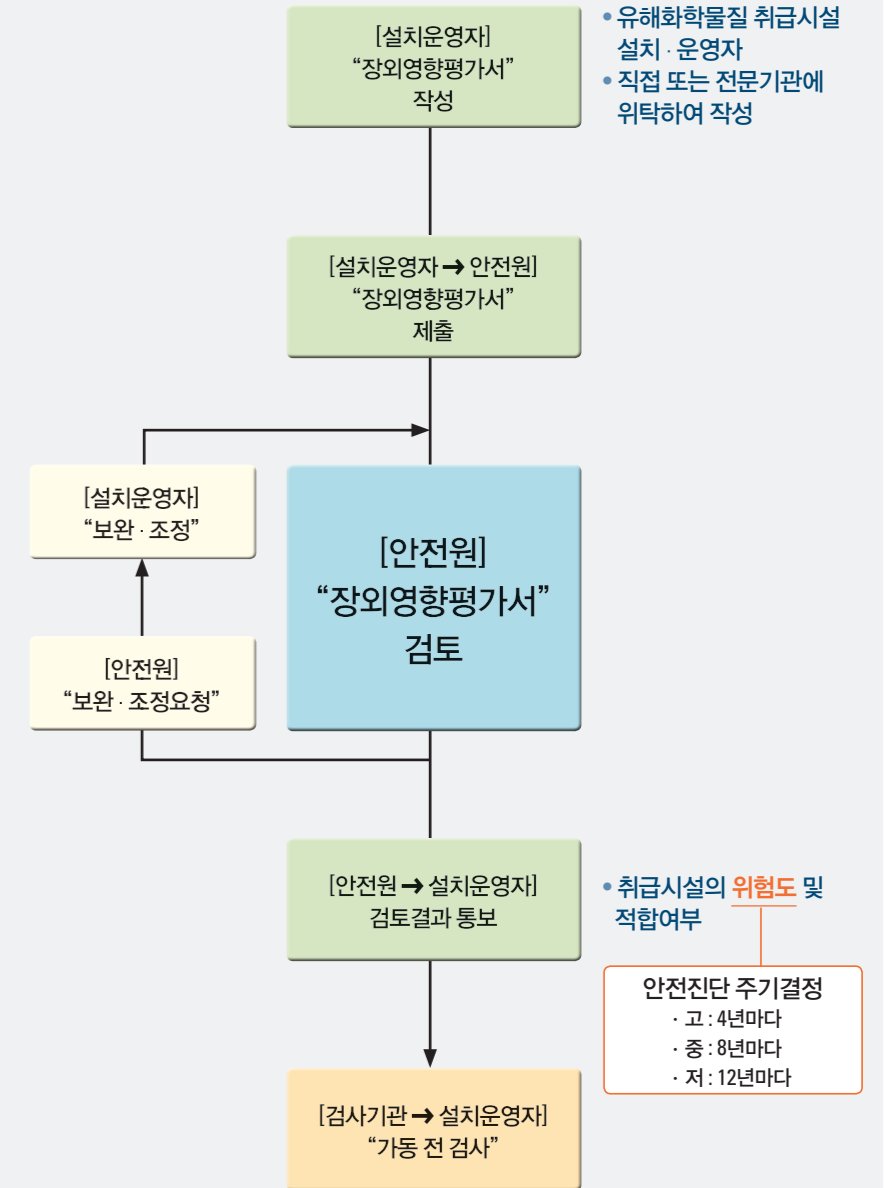 [설치운영자]
“장외영향평가서”
작성
• 유해화학물질 취급시설
설치 · 운영자
• 직접 또는 전문기관에
위탁하여 작성
[설치운영자 → 안전원]
“장외영향평가서”
제출
[설치운영자]
“보완 · 조정”
[안전원]
“보완 · 조정요청”
[안전원]
“장외영향평가서”
검토
[안전원 → 설치운영자]
검토결과 통보
• 취급시설의 위험도 및
적합여부
안전진단 주기결정
· 고 : 4년마다
· 중 : 8년마다
· 저 : 12년마다
[검사기관 → 설치운영자]
“가동 전 검사”